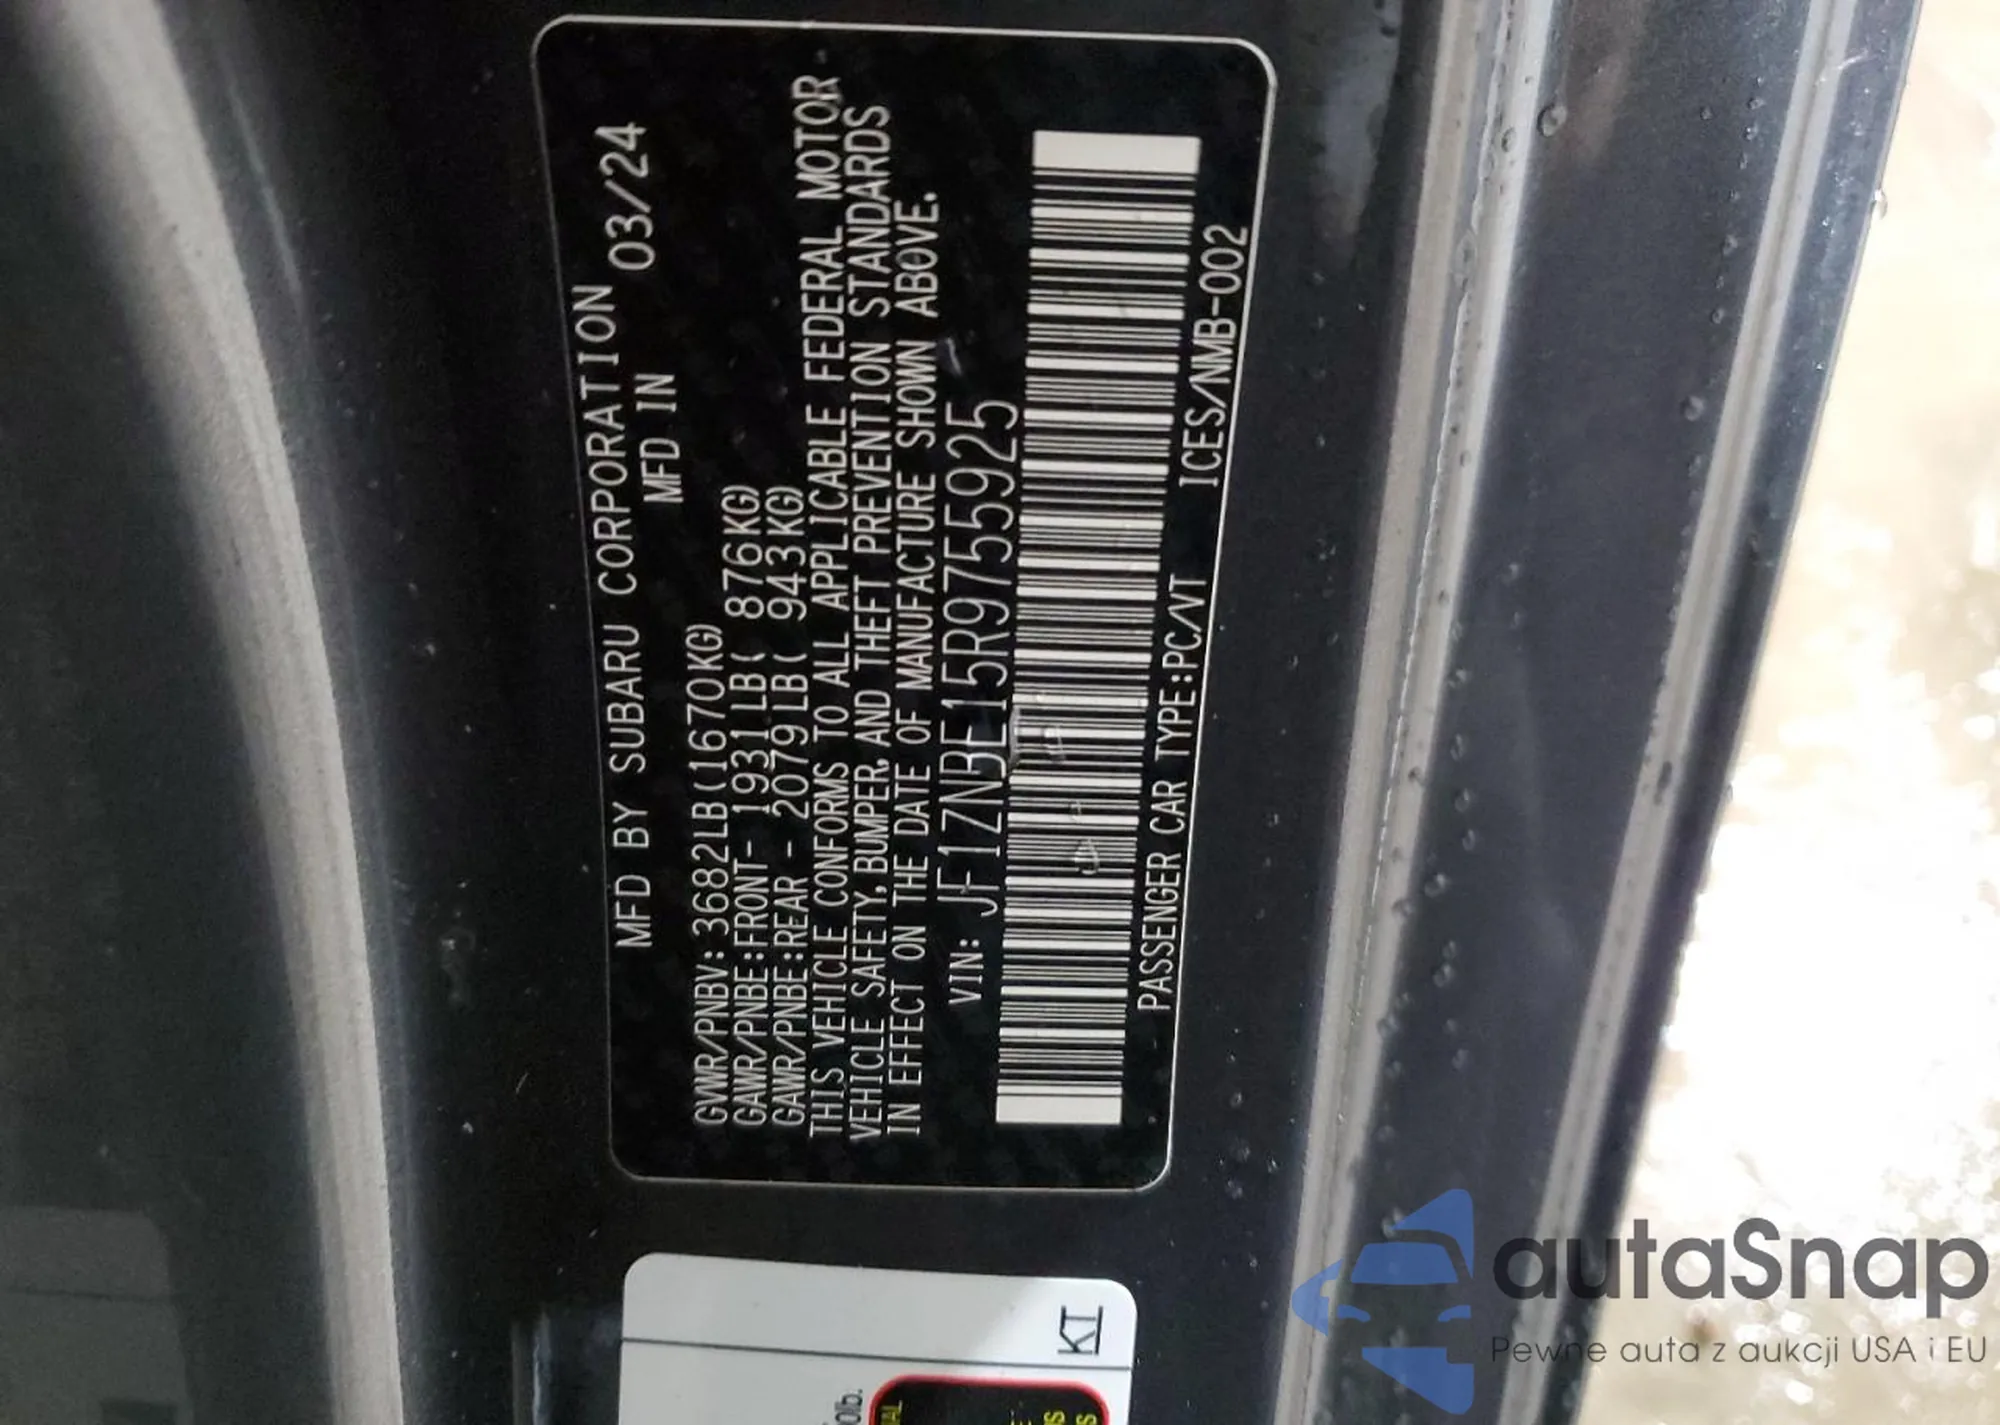 MFD BY SUBARU CORPORATION
MFD IN 03/24
GVWR/PNBV: 3682LB(1670KG)
GAWR/PNBE:FRONT- 1931LB( 876KG)
GAWR/PNBE:REAR - 2079LB( 943KG)
THIS VEHICLE CONFORMS TO ALL APPLICABLE FEDERAL MOTOR
VEHICLE SAFETY, BUMPER, AND THEFT PREVENTION STANDARDS
IN EFFECT ON THE DATE OF MANUFACTURE SHOWN ABOVE.
VIN: JF1ZNBE15R9755925
PASSENGER CAR TYPE:PC/VT ICES/NMB-002
KI
autaSnap
Pewne auta z aukcji USA i EU